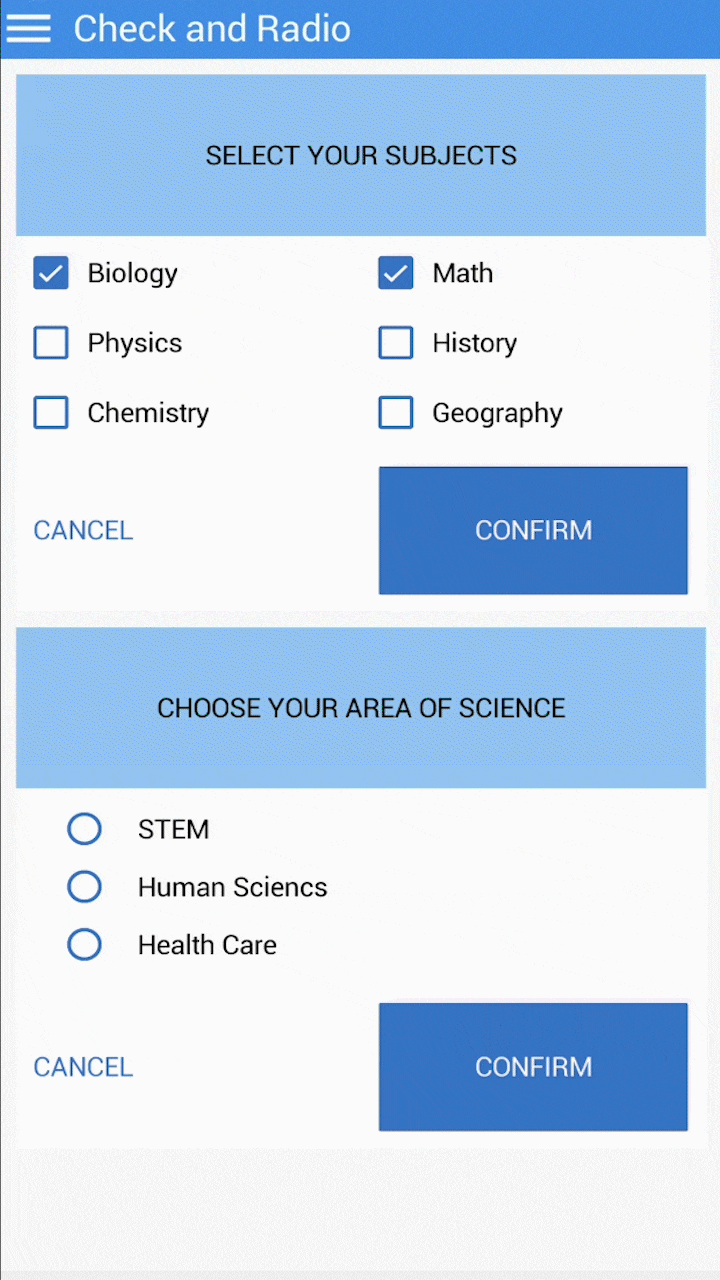 Check and Radio
SELECT YOUR SUBJECTS
Biology
Math
Physics
History
Chemistry
Geography
CANCEL
CONFIRM
CHOOSE YOUR AREA OF SCIENCE
STEM
Human Sciencs
Health Care
CANCEL
CONFIRM